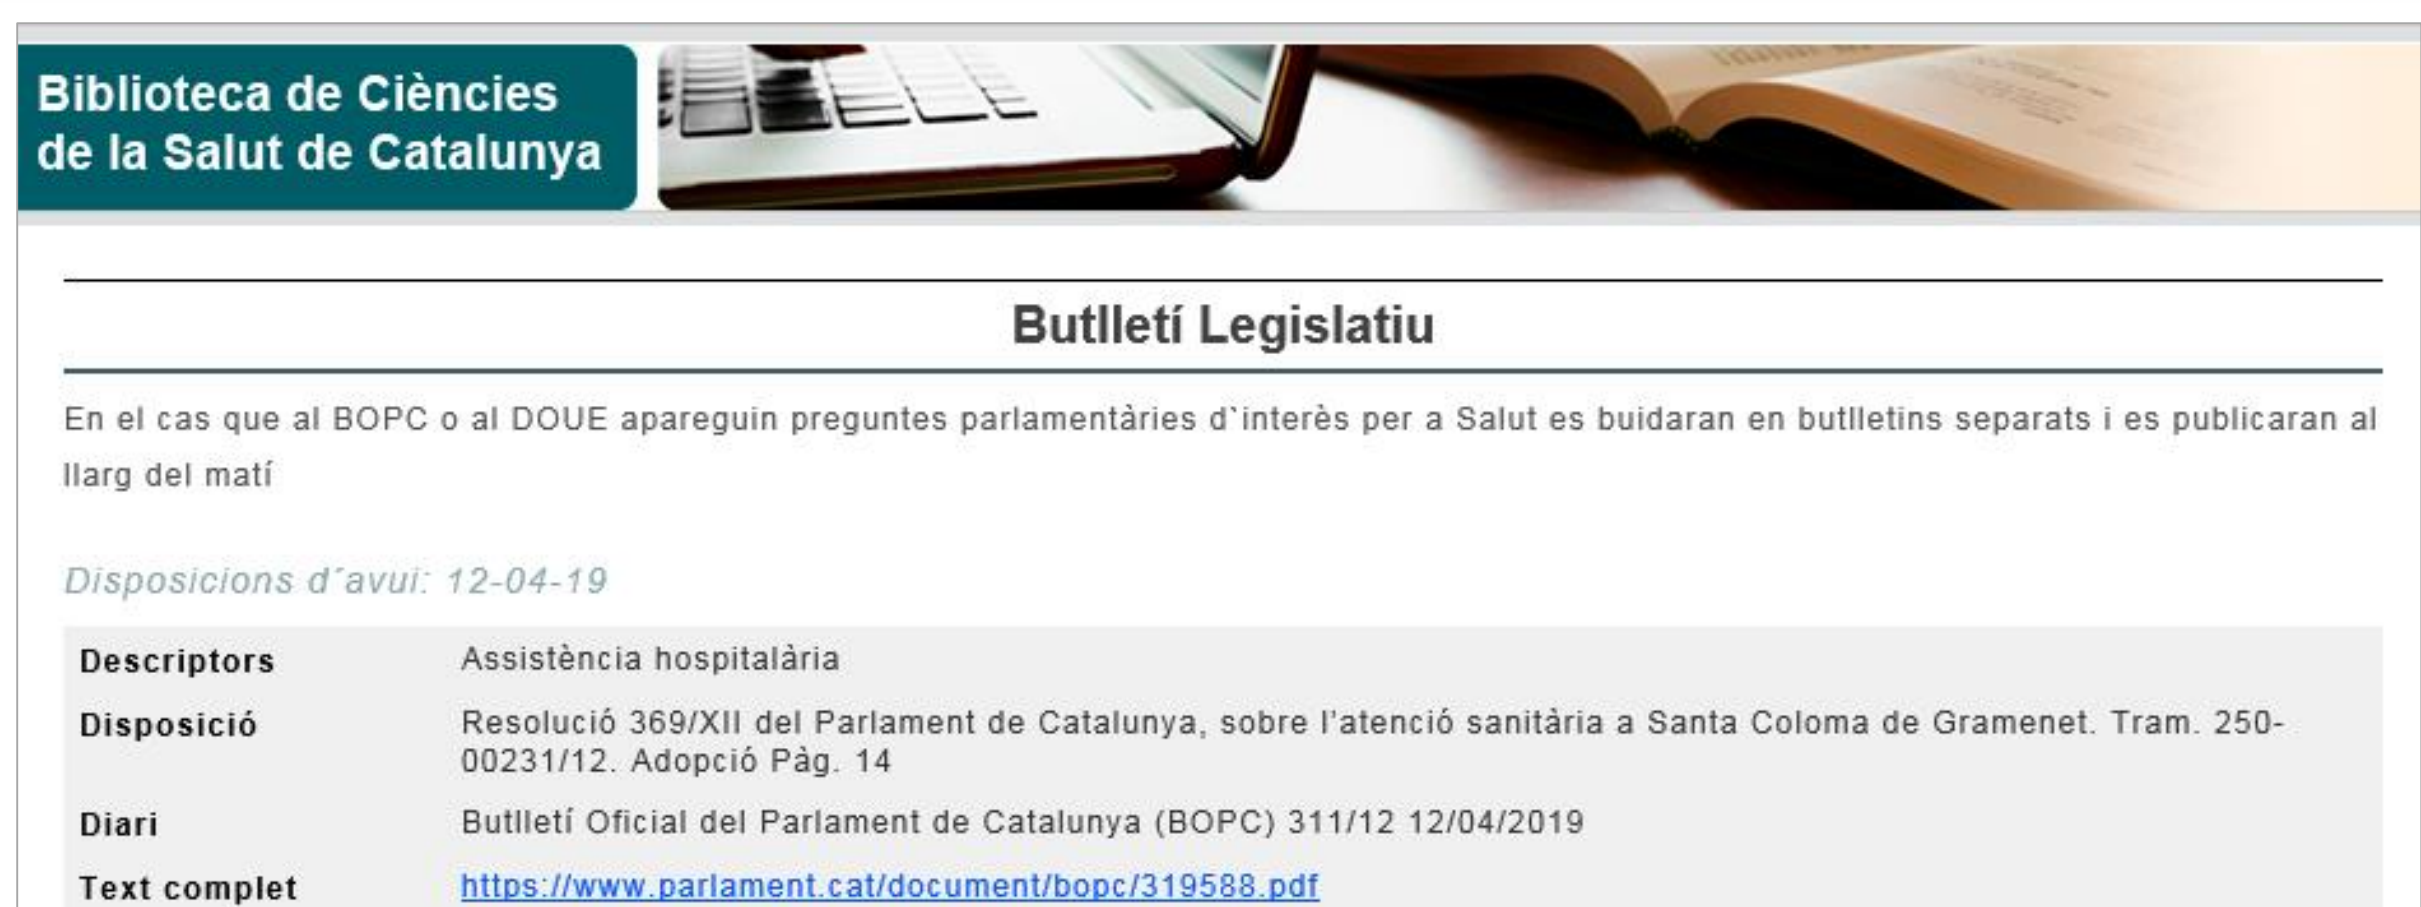 Biblioteca de Ciències
de la Salut de Catalunya
Butlletí Legislatiu
En el cas que al BOPC o al DOUE apareguin preguntes parlamentàries d`interès per a Salut es buidaran en butlletins separats i es publicaran al
llarg del matí
Disposicions d´avui: 12-04-19
Descriptors Assistència hospitalària
Disposició Resolució 369/XII del Parlament de Catalunya, sobre l'atenció sanitària a Santa Coloma de Gramenet. Tram. 250-
00231/12. Adopció Pàg. 14
Diari Butlletí Oficial del Parlament de Catalunya (BOPC) 311/12 12/04/2019
Text complet https://www.parlament.cat/document/bopc/319588.pdf